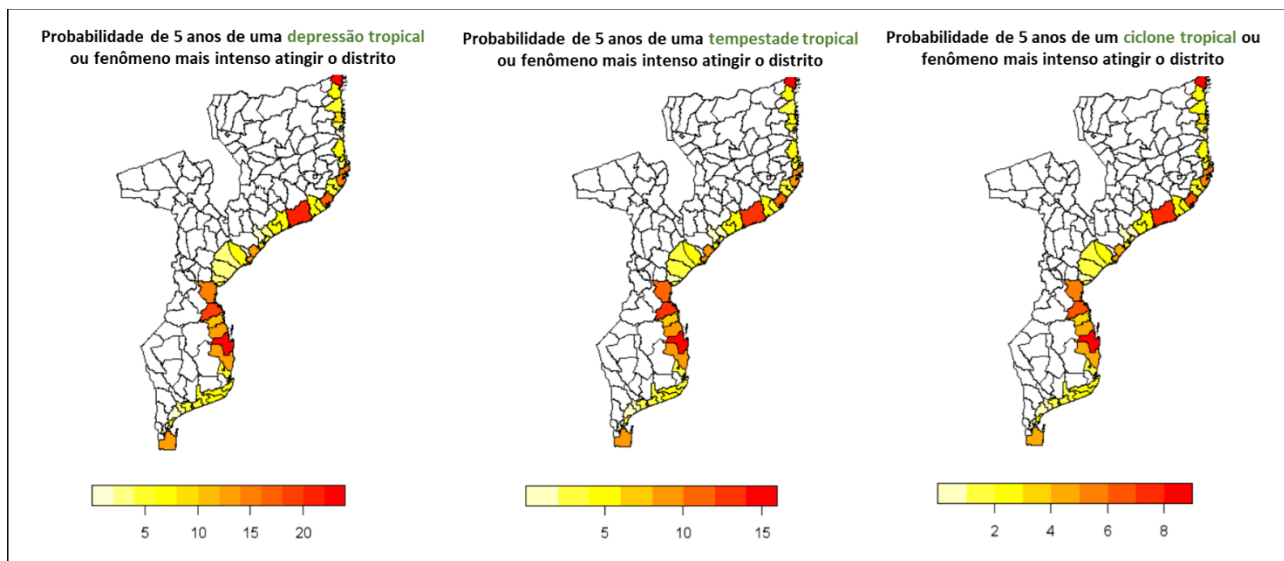 Probabilidade de 5 anos de uma depressão tropical
ou fenômeno mais intenso atingir o distrito
Probabilidade de 5 anos de uma tempestade tropical
ou fenômeno mais intenso atingir o distrito
Probabilidade de 5 anos de um ciclone tropical ou
fenômeno mais intenso atingir o distrito
5 10 15 20
5 10 15
2 4 6 8